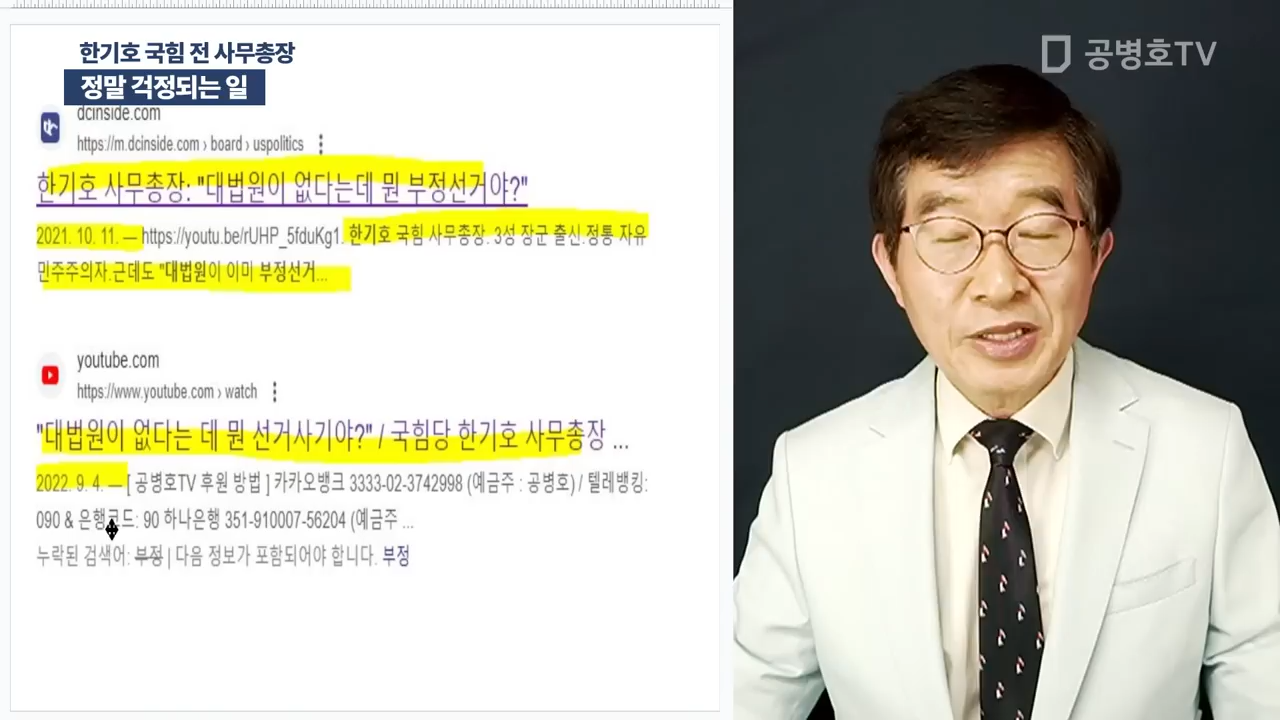 한기호 국힘 전 사무총장
정말 걱정되는 일
공병호TV
dcinside.com
https://m.dcinside.com › board › uspolitics
한기호 사무총장: "대법원이 없다는데 뭔 부정선거야?"
2021. 10. 11. — https://youtu.be/rUHP_5fduKg1. 한기호 국힘 사무총장. 3성 장군 출신.정통 자유
민주주의자.근데도 "대법원이 이미 부정선거...
youtube.com
https://www.youtube.com › watch
"대법원이 없다는 데 뭔 선거사기야?" / 국힘당 한기호 사무총장 ...
2022. 9. 4. — [ 공병호TV 후원 방법 ] 카카오뱅크 3333-02-3742998 (예금주 : 공병호) / 텔레뱅킹:
090 & 은행코드: 90 하나은행 351-910007-56204 (예금주 ...
누락된 검색어: 부정 | 다음 정보가 포함되어야 합니다. 부정